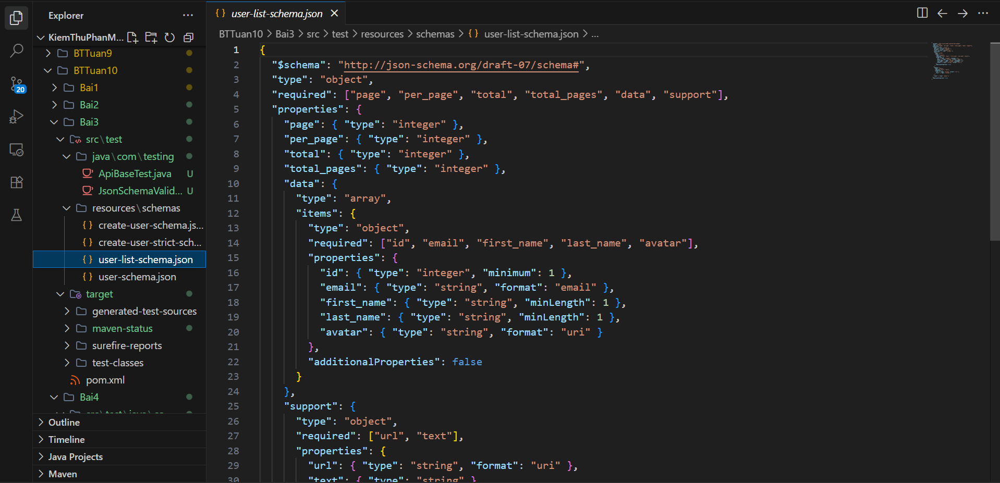 Explorer
KiemThuPhanM...
BTTuan9
BTTuan10
Bai1
Bai2
Bai3
src\test
java\com\testing
ApiBaseTest.java U
JsonSchemaValid... U
resources\schemas
create-user-schema.js...
create-user-strict-sch...
user-list-schema.json
user-schema.json
target
generated-test-sources
maven-status
surefire-reports
test-classes
pom.xml
Bai4
Outline
Timeline
Java Projects
Maven
20
{} user-list-schema.json
BTTuan10 > Bai3 > src > test > resources > schemas > {} user-list-schema.json > ...
1 {
2 "$schema": "http://json-schema.org/draft-07/schema#",
3 "type": "object",
4 "required": ["page", "per_page", "total", "total_pages", "data", "support"],
5 "properties": {
6 "page": { "type": "integer" },
7 "per_page": { "type": "integer" },
8 "total": { "type": "integer" },
9 "total_pages": { "type": "integer" },
10 "data": {
11 "type": "array",
12 "items": {
13 "type": "object",
14 "required": ["id", "email", "first_name", "last_name", "avatar"],
15 "properties": {
16 "id": { "type": "integer", "minimum": 1 },
17 "email": { "type": "string", "format": "email" },
18 "first_name": { "type": "string", "minLength": 1 },
19 "last_name": { "type": "string", "minLength": 1 },
20 "avatar": { "type": "string", "format": "uri" }
21 },
22 "additionalProperties": false
23 }
24 },
25 "support": {
26 "type": "object",
27 "required": ["url", "text"],
28 "properties": {
29 "url": { "type": "string", "format": "uri" },
30 "text": { "type": "string" }